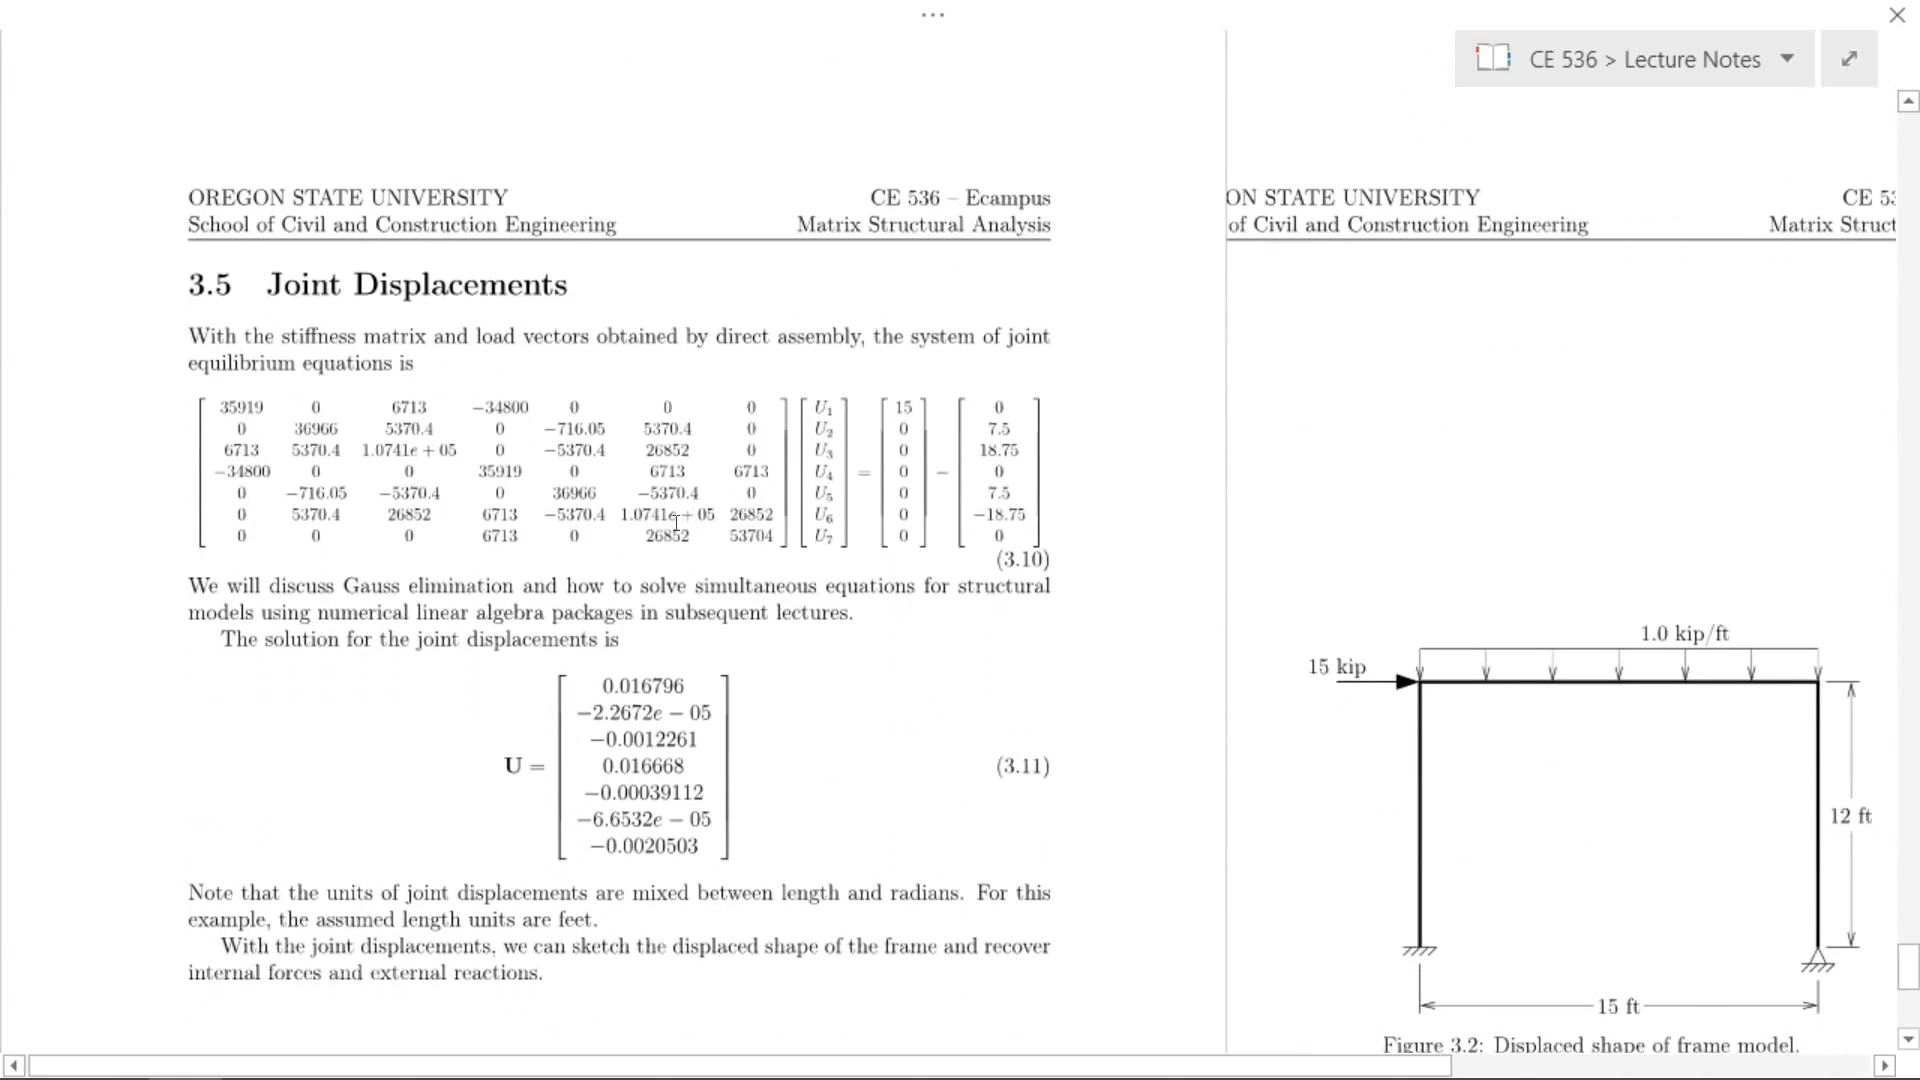 ...
CE 536 > Lecture Notes
OREGON STATE UNIVERSITY CE 536 – Ecampus
School of Civil and Construction Engineering Matrix Structural Analysis
3.5 Joint Displacements
With the stiffness matrix and load vectors obtained by direct assembly, the system of joint
equilibrium equations is
35919 0 6713 −34800 0 0 0 U1 15 0
0 36966 5370.4 0 −716.05 5370.4 0 U2 0 7.5
6713 5370.4 1.0741e + 05 0 −5370.4 26852 0 U3 0 18.75
−34800 0 0 35919 0 6713 6713 U4 = 0 − 0
0 −716.05 −5370.4 0 36966 −5370.4 0 U5 0 7.5
0 5370.4 26852 6713 −5370.4 1.0741e + 05 26852 U6 0 −18.75
0 0 0 6713 0 26852 53704 U7 0 0
(3.10)
We will discuss Gauss elimination and how to solve simultaneous equations for structural
models using numerical linear algebra packages in subsequent lectures.
The solution for the joint displacements is
0.016796
−2.2672e − 05
−0.0012261
U = 0.016668 (3.11)
−0.00039112
−6.6532e − 05
−0.0020503
Note that the units of joint displacements are mixed between length and radians. For this
example, the assumed length units are feet.
With the joint displacements, we can sketch the displaced shape of the frame and recover
internal forces and external reactions.
ON STATE UNIVERSITY CE 53
of Civil and Construction Engineering Matrix Struct
1.0 kip/ft
15 kip
12 ft
15 ft
Figure 3.2: Displaced shape of frame model.